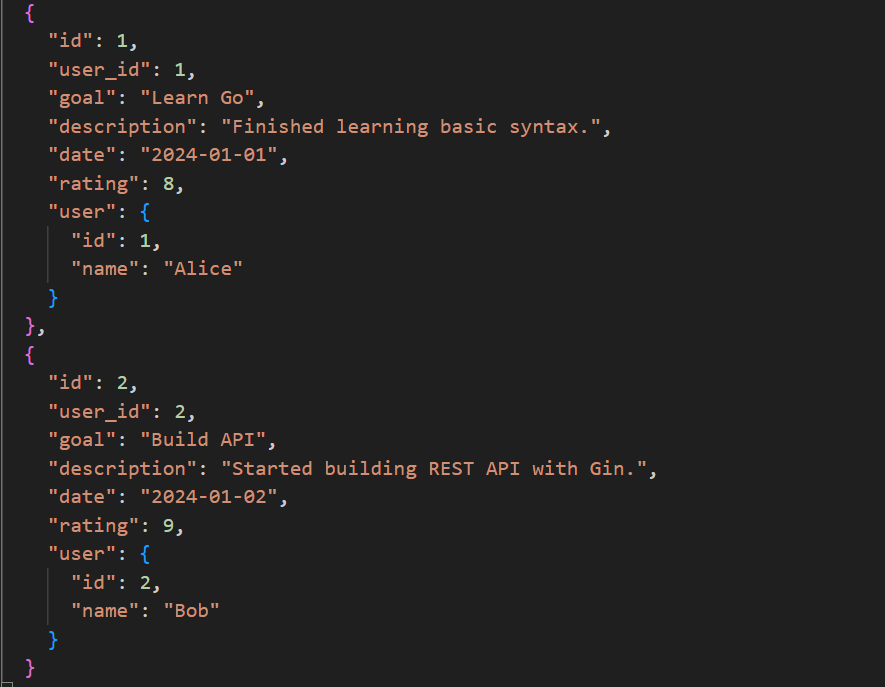 {
"id": 1,
"user_id": 1,
"goal": "Learn Go",
"description": "Finished learning basic syntax.",
"date": "2024-01-01",
"rating": 8,
"user": {
"id": 1,
"name": "Alice"
}
},
{
"id": 2,
"user_id": 2,
"goal": "Build API",
"description": "Started building REST API with Gin.",
"date": "2024-01-02",
"rating": 9,
"user": {
"id": 2,
"name": "Bob"
}
}